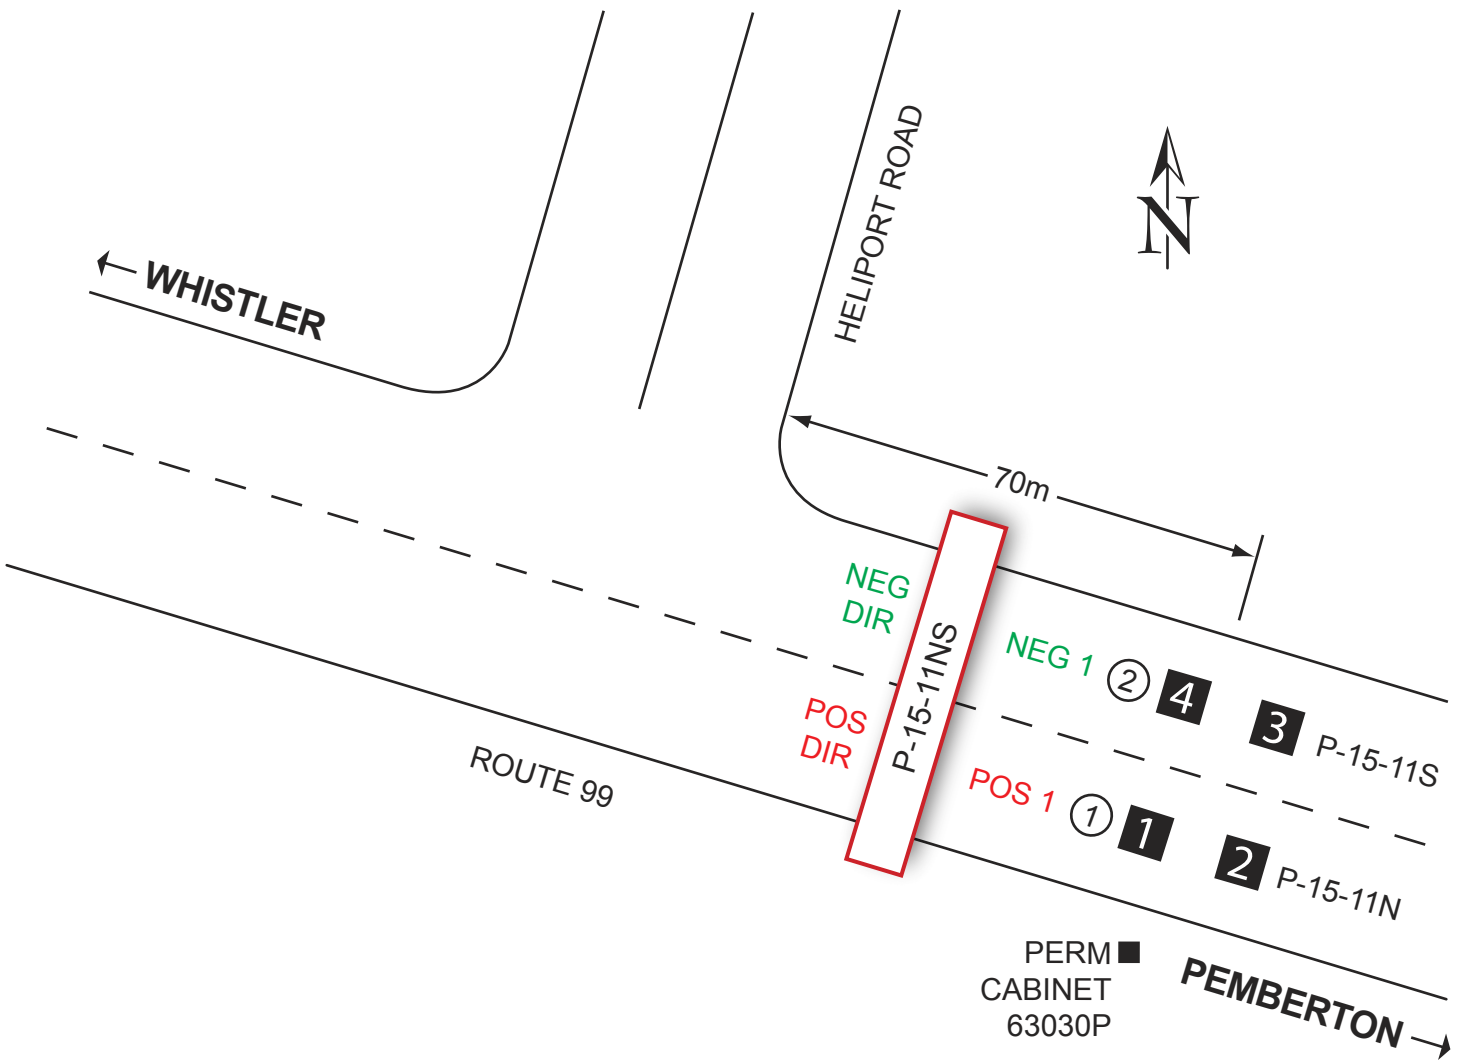 HELIPORT ROAD
N
WHISTLER
70m
NEG
DIR
P-15-11NS
NEG 1
2
4
3
P-15-11S
POS
DIR
POS 1
1
1
2
P-15-11N
ROUTE 99
PERM
CABINET
63030P
PEMBERTON